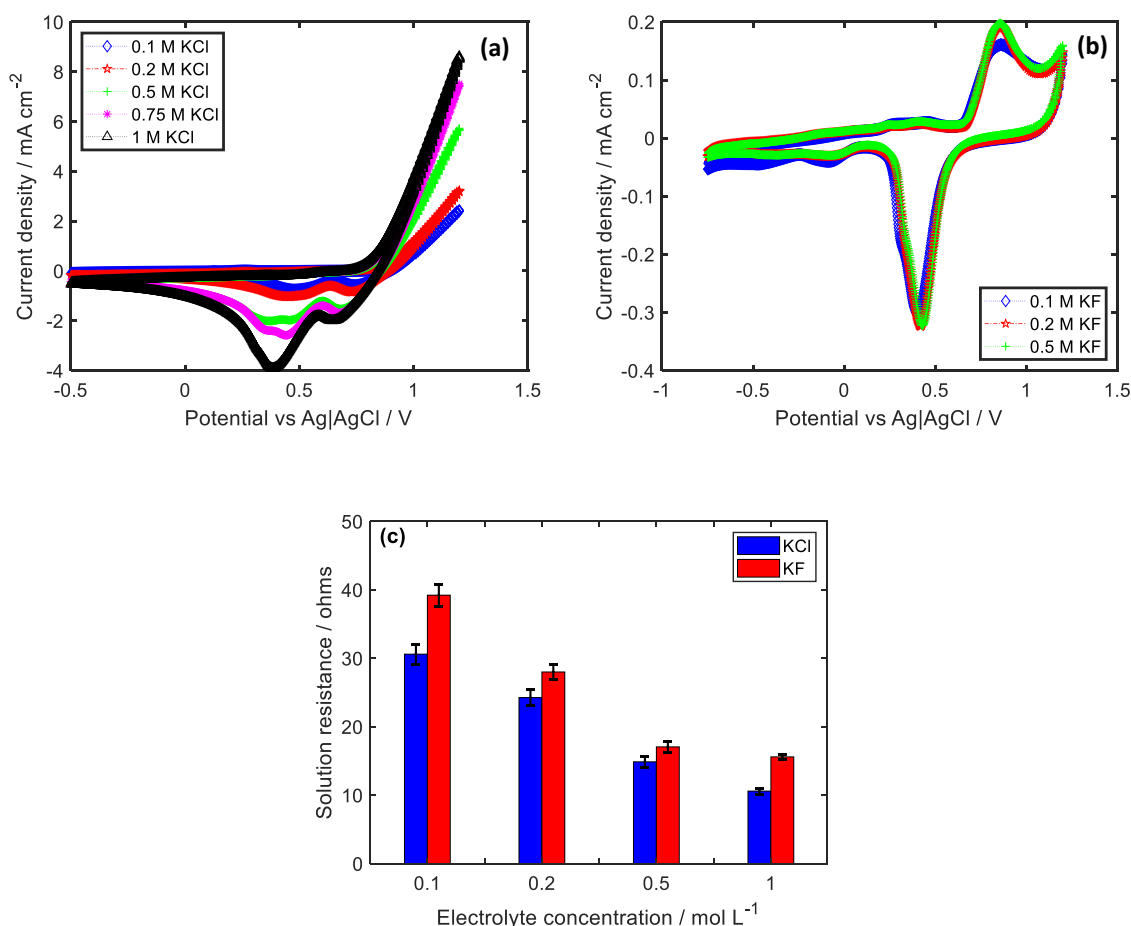 (a)
10
8
6
4
2
0
-2
-4
Current density / mA cm⁻²
0.1 M KCl
0.2 M KCl
0.5 M KCl
0.75 M KCl
1 M KCl
-0.5
0
0.5
1
1.5
Potential vs Ag|AgCl / V
(b)
0.2
0.1
0
-0.1
-0.2
-0.3
-0.4
Current density / mA cm⁻²
0.1 M KF
0.2 M KF
0.5 M KF
-1
-0.5
0
0.5
1
1.5
Potential vs Ag|AgCl / V
(c)
50
40
30
20
10
0
Solution resistance / ohms
KCl
KF
0.1
0.2
0.5
1
Electrolyte concentration / mol L⁻¹